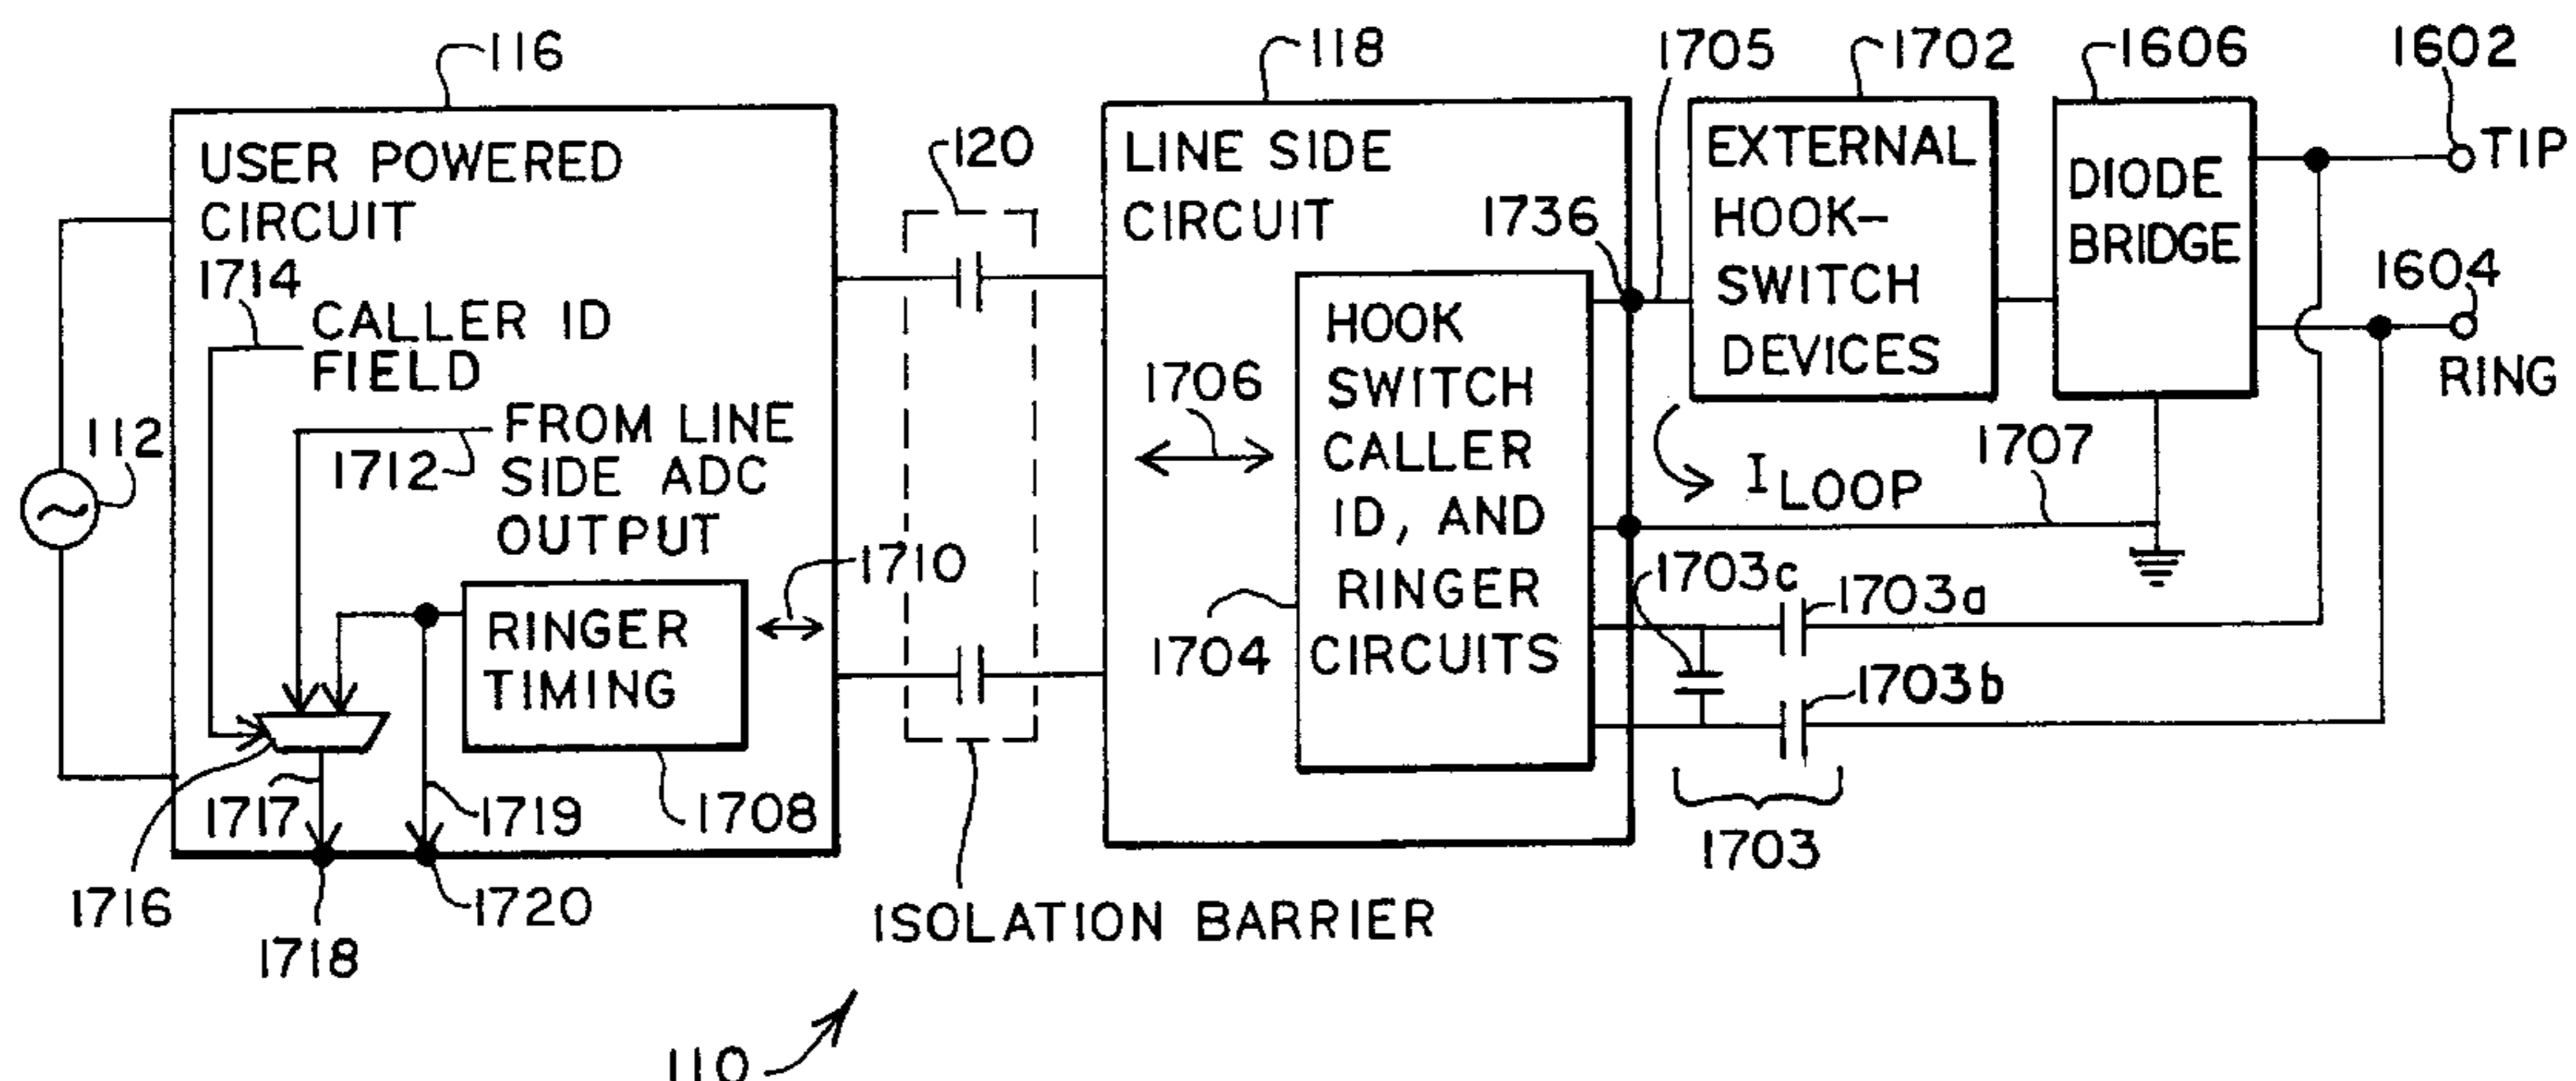 116
118
1705
1702
1606
1602
USER POWERED
CIRCUIT
120
LINE SIDE
CIRCUIT
EXTERNAL
HOOK-
SWITCH
DEVICES
DIODE
BRIDGE
TIP
1736
1604
RING
1714
CALLER ID
FIELD
HOOK
SWITCH
CALLER
ID, AND
RINGER
CIRCUITS
1706
112
FROM LINE
SIDE ADC
OUTPUT
1712
I LOOP
1707
1710
1703c
1703a
RINGER
TIMING
1704
1703b
1717
1719
1708
1703
1716
1720
1718
ISOLATION BARRIER
110